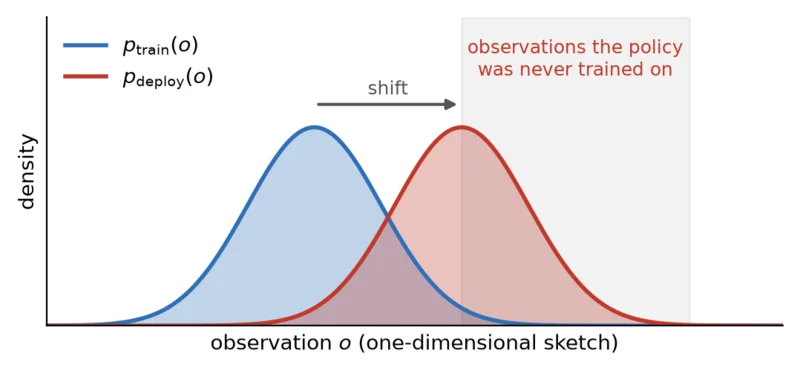 p_train(o)
p_deploy(o)
shift
observations the policy
was never trained on
density
observation o (one-dimensional sketch)